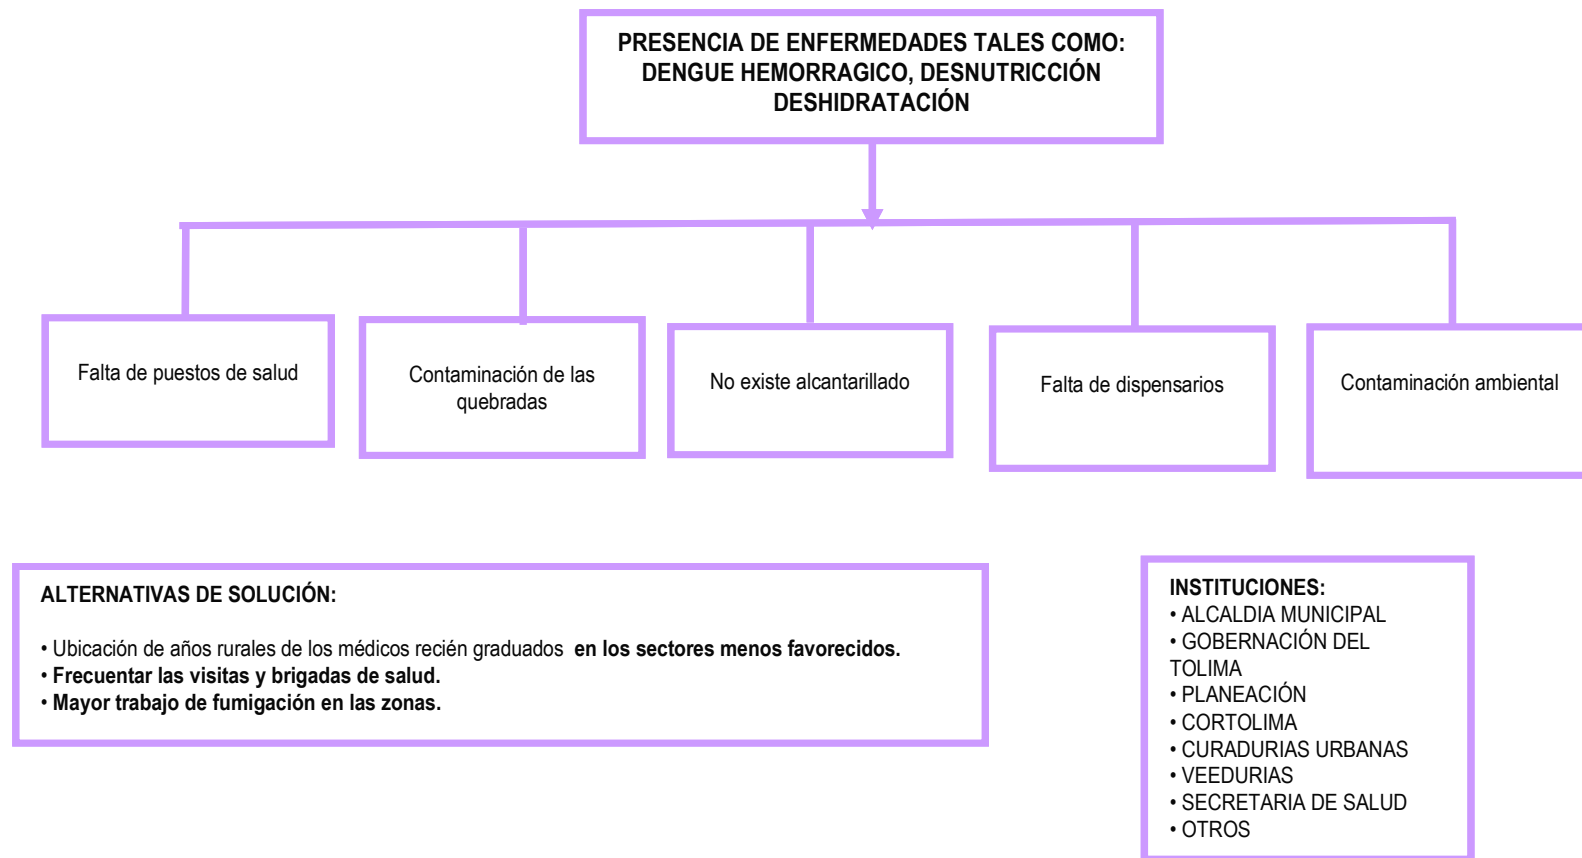 PRESENCIA DE ENFERMEDADES TALES COMO:
DENGUE HEMORRAGICO, DESNUTRICCIÓN
DESHIDRATACIÓN
Falta de puestos de salud
Contaminación de las
quebradas
No existe alcantarillado
Falta de dispensarios
Contaminación ambiental
ALTERNATIVAS DE SOLUCIÓN:
• Ubicación de años rurales de los médicos recién graduados en los sectores menos favorecidos.
• Frecuentar las visitas y brigadas de salud.
• Mayor trabajo de fumigación en las zonas.
INSTITUCIONES:
• ALCALDIA MUNICIPAL
• GOBERNACIÓN DEL
TOLIMA
• PLANEACIÓN
• CORTOLIMA
• CURADURIAS URBANAS
• VEEDURIAS
• SECRETARIA DE SALUD
• OTROS